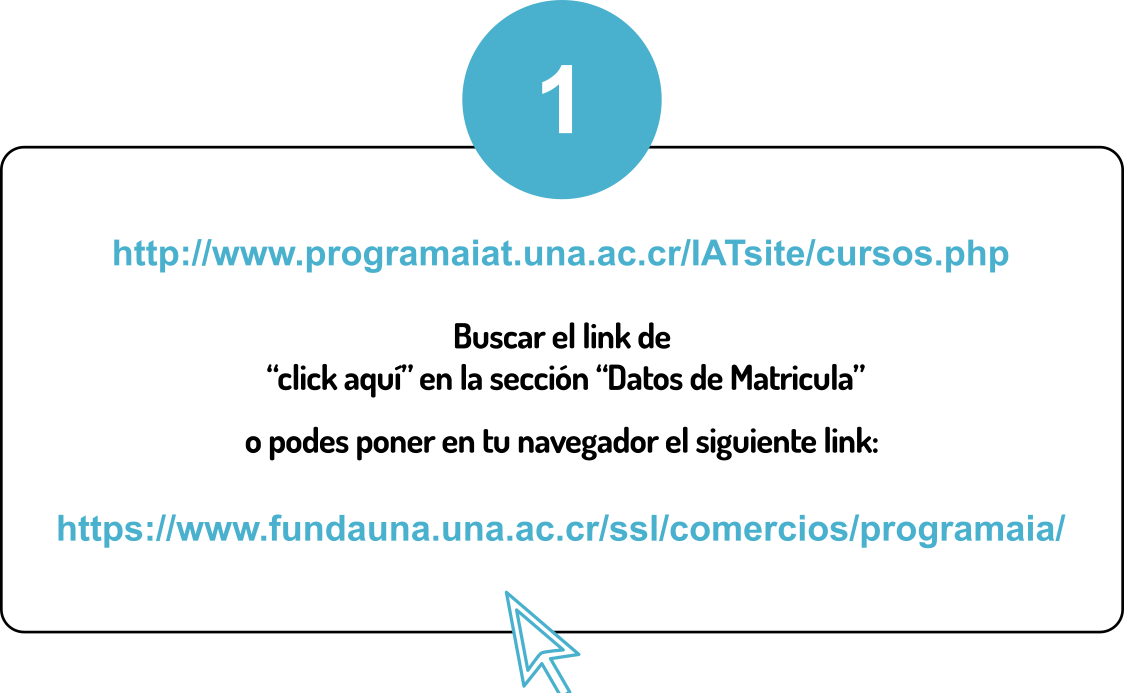 1
http://www.programaiat.una.ac.cr/IATsite/cursos.php
Buscar el link de
“click aquí” en la sección “Datos de Matricula”
o podes poner en tu navegador el siguiente link:
https://www.fundauna.una.ac.cr/ssl/comercios/programaia/